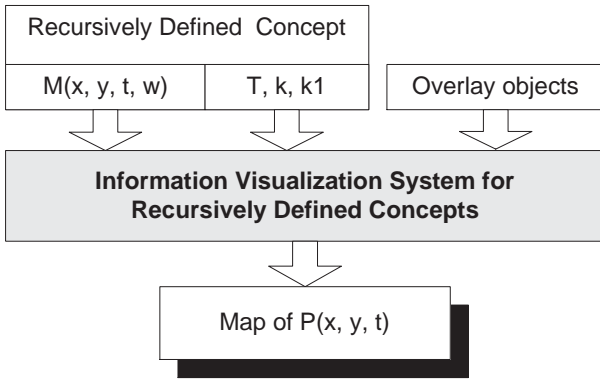 Recursively Defined Concept
M(x, y, t, w)
T, k, k1
Overlay objects
Information Visualization System for
Recursively Defined Concepts
Map of P(x, y, t)